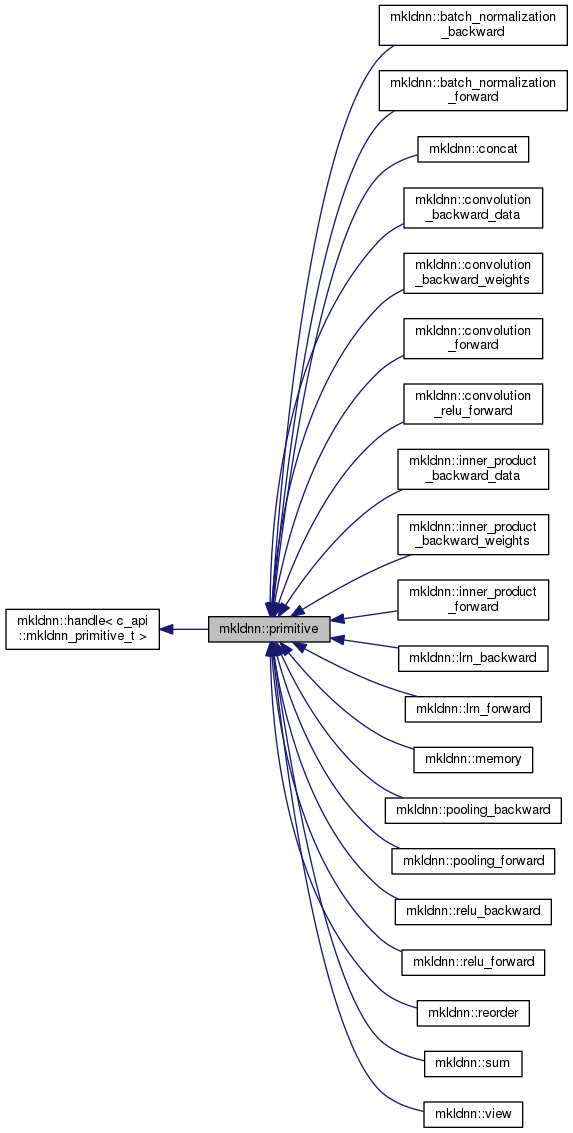 mkldnn::batch_normalization
_backward
mkldnn::batch_normalization
_forward
mkldnn::concat
mkldnn::convolution
_backward_data
mkldnn::convolution
_backward_weights
mkldnn::convolution
_forward
mkldnn::convolution
_relu_forward
mkldnn::inner_product
_backward_data
mkldnn::inner_product
_backward_weights
mkldnn::inner_product
_forward
mkldnn::handle< c_api
::mkldnn_primitive_t >
mkldnn::primitive
mkldnn::lrn_backward
mkldnn::lrn_forward
mkldnn::memory
mkldnn::pooling_backward
mkldnn::pooling_forward
mkldnn::relu_backward
mkldnn::relu_forward
mkldnn::reorder
mkldnn::sum
mkldnn::view